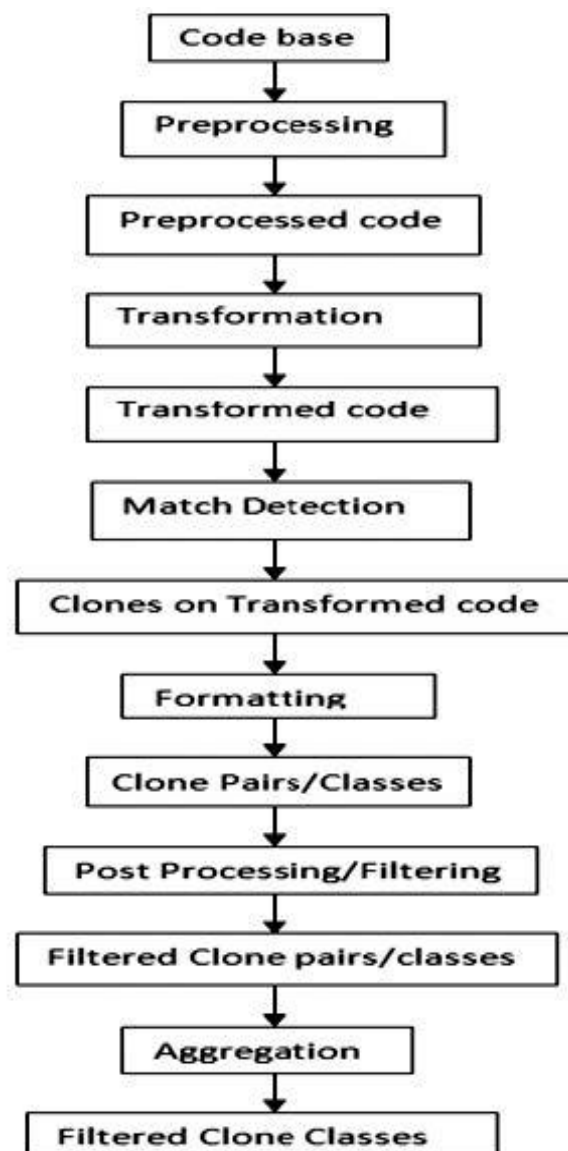 Code base
Preprocessing
Preprocessed code
Transformation
Transformed code
Match Detection
Clones on Transformed code
Formatting
Clone Pairs/Classes
Post Processing/Filtering
Filtered Clone pairs/classes
Aggregation
Filtered Clone Classes